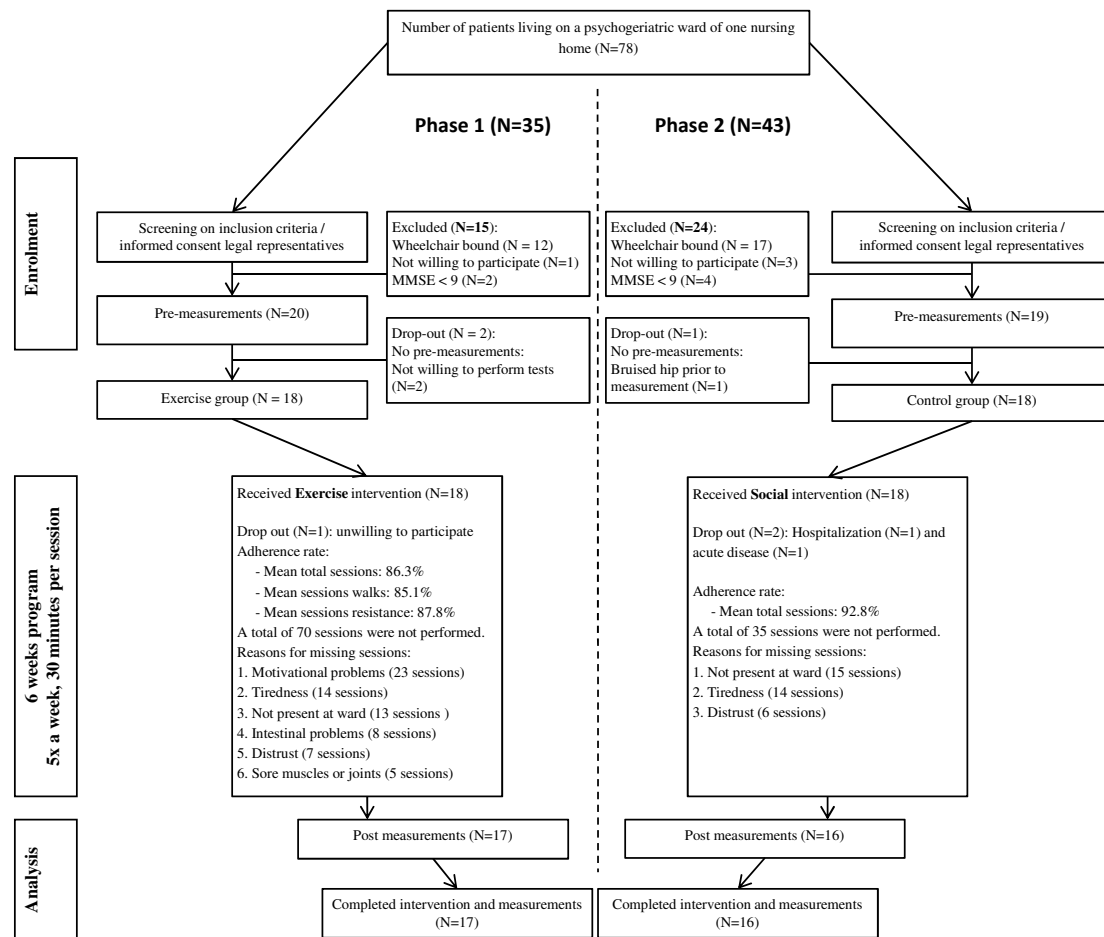 Number of patients living on a psychogeriatric ward of one nursing
home (N=78)
Phase 1 (N=35)
Phase 2 (N=43)
Enrolment
Screening on inclusion criteria /
informed consent legal representatives
Excluded (N=15):
Wheelchair bound (N = 12)
Not willing to participate (N=1)
MMSE < 9 (N=2)
Excluded (N=24):
Wheelchair bound (N = 17)
Not willing to participate (N=3)
MMSE < 9 (N=4)
Screening on inclusion criteria /
informed consent legal representatives
Pre-measurements (N=20)
Pre-measurements (N=19)
Drop-out (N = 2):
No pre-measurements:
Not willing to perform tests
(N=2)
Drop-out (N=1):
No pre-measurements:
Bruised hip prior to
measurement (N=1)
Exercise group (N = 18)
Control group (N=18)
6 weeks program
5x a week, 30 minutes per session
Received Exercise intervention (N=18)
Drop out (N=1): unwilling to participate
Adherence rate:
- Mean total sessions: 86.3%
- Mean sessions walks: 85.1%
- Mean sessions resistance: 87.8%
A total of 70 sessions were not performed.
Reasons for missing sessions:
1. Motivational problems (23 sessions)
2. Tiredness (14 sessions)
3. Not present at ward (13 sessions )
4. Intestinal problems (8 sessions)
5. Distrust (7 sessions)
6. Sore muscles or joints (5 sessions)
Received Social intervention (N=18)
Drop out (N=2): Hospitalization (N=1) and
acute disease (N=1)
Adherence rate:
- Mean total sessions: 92.8%
A total of 35 sessions were not performed.
Reasons for missing sessions:
1. Not present at ward (15 sessions)
2. Tiredness (14 sessions)
3. Distrust (6 sessions)
Analysis
Post measurements (N=17)
Post measurements (N=16)
Completed intervention and measurements
(N=17)
Completed intervention and measurements
(N=16)